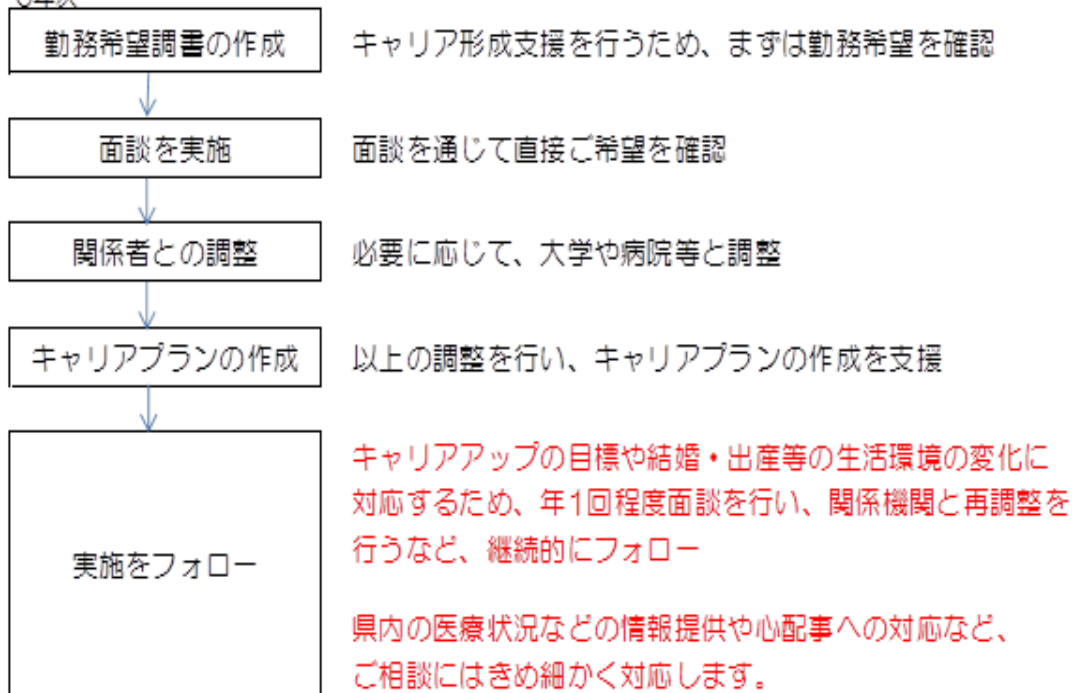 勤務希望調書の作成
キャリア形成支援を行うため、まずは勤務希望を確認
面談を実施
面談を通じて直接ご希望を確認
関係者との調整
必要に応じて、大学や病院等と調整
キャリアプランの作成
以上の調整を行い、キャリアプランの作成を支援
実施をフォロー
キャリアアップの目標や結婚・出産等の生活環境の変化に
対応するため、年1回程度面談を行い、関係機関と再調整を
行うなど、継続的にフォロー
県内の医療状況などの情報提供や心配事への対応など、
ご相談にはきめ細かく対応します。